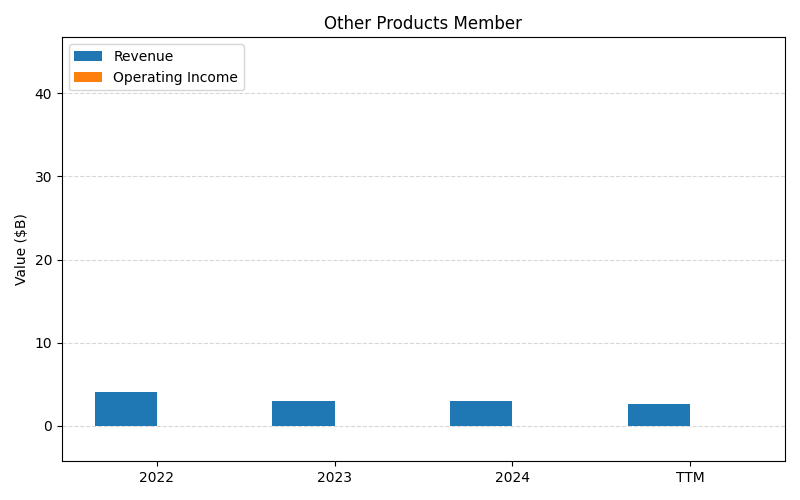 Other Products Member
Revenue
Operating Income
Value ($B)
40
30
20
10
0
2022
2023
2024
TTM